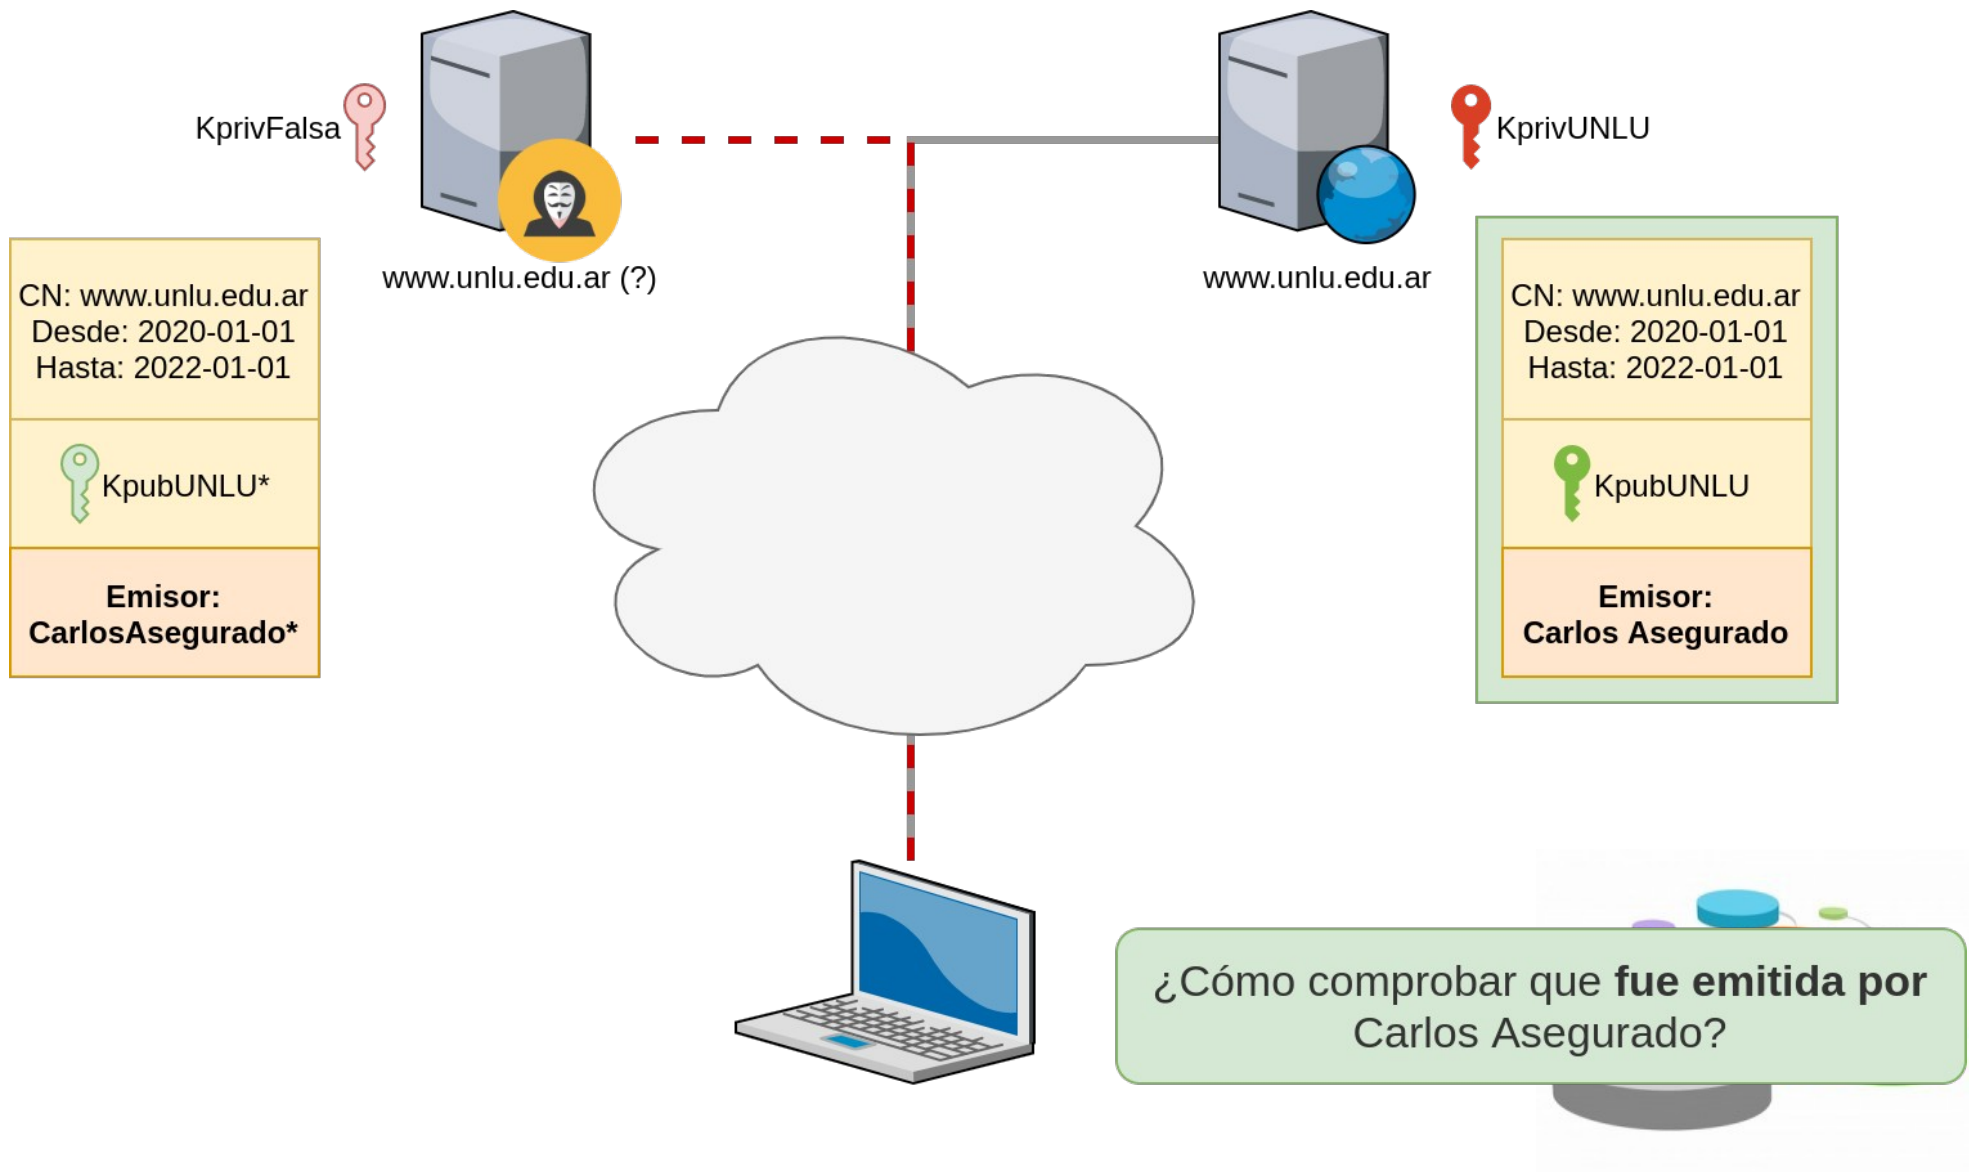 KprivFalsa
KprivUNLU
www.unlu.edu.ar (?)
www.unlu.edu.ar
CN: www.unlu.edu.ar
Desde: 2020-01-01
Hasta: 2022-01-01
KpubUNLU*
Emisor:
CarlosAsegurado*
CN: www.unlu.edu.ar
Desde: 2020-01-01
Hasta: 2022-01-01
KpubUNLU
Emisor:
Carlos Asegurado
¿Cómo comprobar que fue emitida por
Carlos Asegurado?